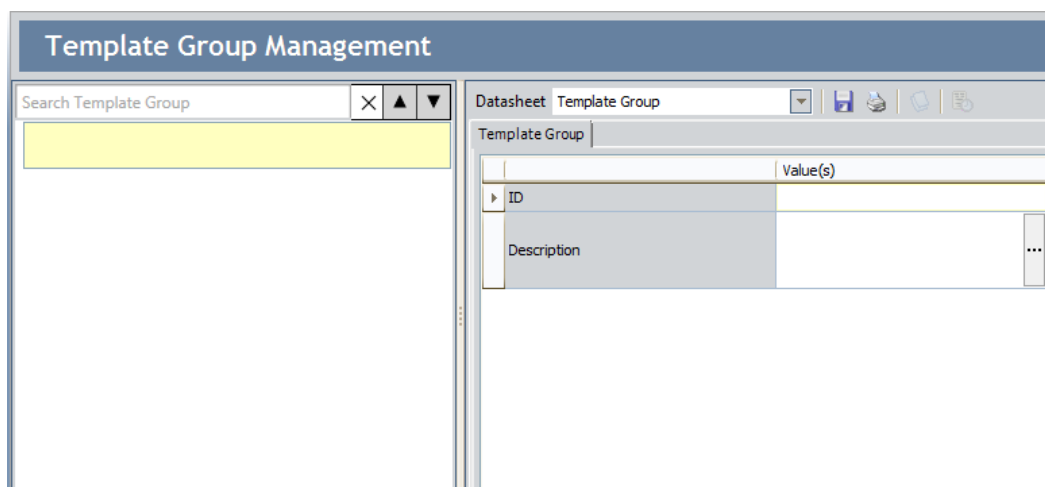 Template Group Management
Search Template Group
Datasheet Template Group
Template Group
Value(s)
ID
Description
...